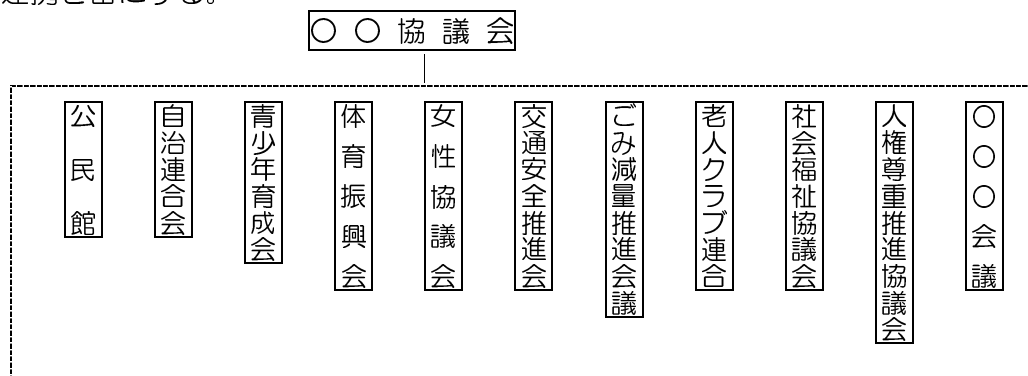 連携を密にする。
○○協議会
公民館
自治連合会
青少年育成会
体育振興会
女性協議会
交通安全推進会
ごみ減量推進会議
老人クラブ連合
社会福祉協議会
人権尊重推進協議会
○○○会議